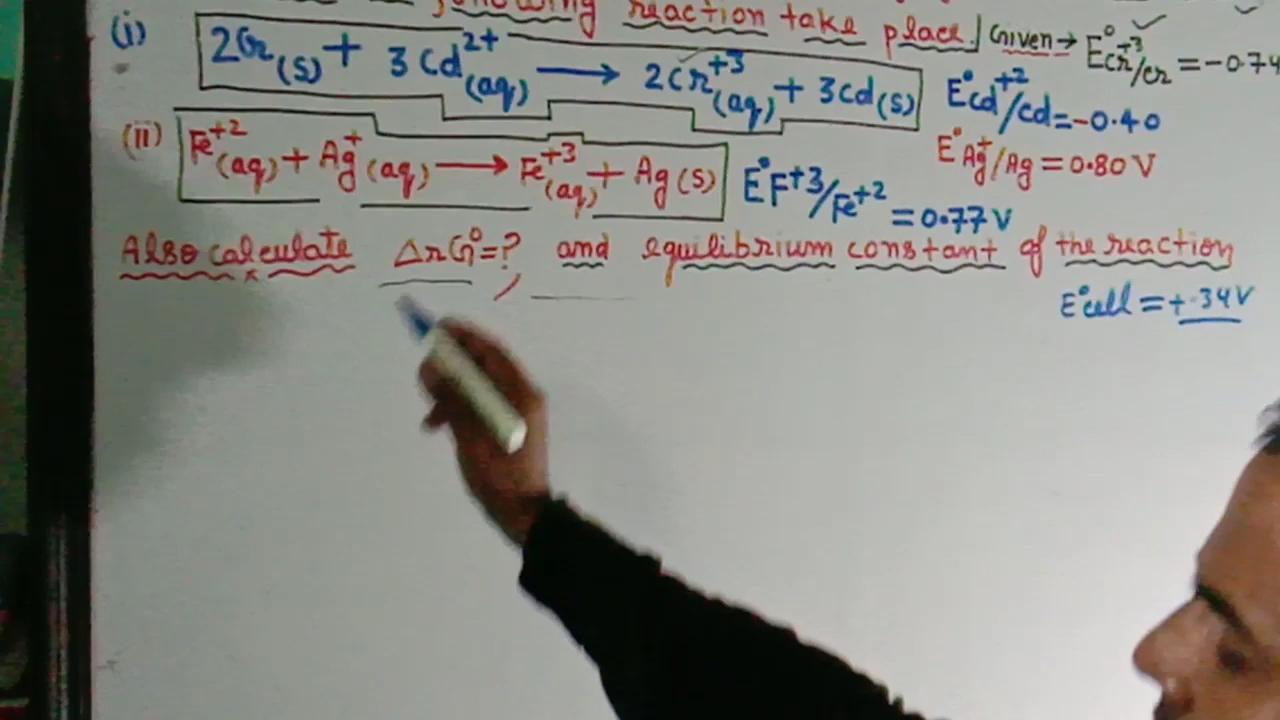 following reaction take place| Given→ E°cr⁺³/cr = -0.74
(i) 2Cr(s) + 3Cd²⁺(aq) → 2Cr⁺³(aq) + 3Cd(s) E°cd⁺²/cd = -0.40
(ii) Fe⁺²(aq) + Ag⁺(aq) → Fe⁺³(aq) + Ag(s) E°Ag⁺/Ag = 0.80 V
E°F⁺³/Fe⁺² = 0.77 V
Also calculate ΔrG° = ?, and equilibrium constant of the reaction
E°cell = +.34V